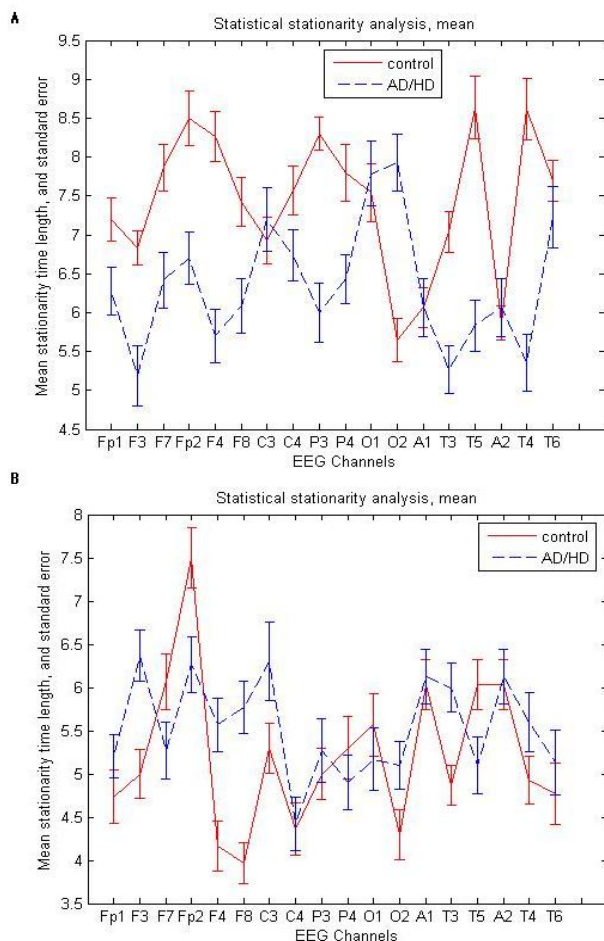 A
Statistical stationarity analysis, mean
control
AD/HD
9.5
9
8.5
8
7.5
7
6.5
6
5.5
5
4.5
Mean stationarity time length, and standard error
Fp1 F3 F7 Fp2 F4 F8 C3 C4 P3 P4 O1 O2 A1 T3 T5 A2 T4 T6
EEG Channels
B
Statistical stationarity analysis, mean
control
AD/HD
8
7.5
7
6.5
6
5.5
5
4.5
4
3.5
Mean stationarity time length, and standard error
Fp1 F3 F7 Fp2 F4 F8 C3 C4 P3 P4 O1 O2 A1 T3 T5 A2 T4 T6
EEG Channels